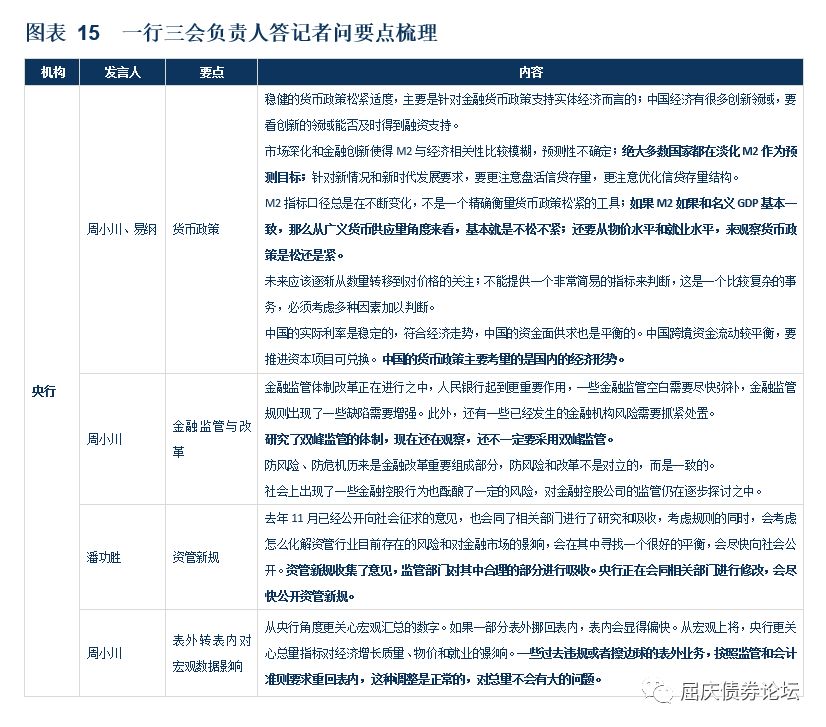 图表 15 一行三会负责人答记者问要点梳理
机构 发言人 要点 内容
央行
周小川、易纲 货币政策
稳健的货币政策松紧适度，主要是针对金融货币政策支持实体经济而言的；中国经济有很多创新领域，要
看创新的领域能否及时得到融资支持。
市场深化和金融创新使得 M2 与经济相关性比较模糊，预测性不确定；绝大多数国家都在淡化 M2 作为预
测目标；针对新情况和新时代发展要求，要更注意盘活信贷存量，更注意优化信贷存量结构。
M2 指标口径总是在不断变化，不是一个精确衡量货币政策松紧的工具；如果 M2 如果和名义 GDP 基本一
致，那么从广义货币供应量角度来看，基本就是不松不紧；还要从物价水平和就业水平，来观察货币政
策是松还是紧。
未来应该逐渐从数量转移到对价格的关注；不能提供一个非常简易的指标来判断，这是一个比较复杂的事
务，必须考虑多种因素加以判断。
中国的实际利率是稳定的，符合经济走势，中国的资金面供求也是平衡的。中国跨境资金流动较平衡，要
推进资本项目可兑换。中国的货币政策主要考量的是国内的经济形势。
周小川
金融监管与改
革
金融监管体制改革正在进行之中，人民银行起到更重要作用，一些金融监管空白需要尽快弥补，金融监管
规则出现了一些缺陷需要增强。此外，还有一些已经发生的金融机构风险需要抓紧处置。
研究了双峰监管的体制，现在还在观察，还不一定要采用双峰监管。
防风险、防危机历来是金融改革重要组成部分，防风险和改革不是对立的，而是一致的。
社会上出现了一些金融控股行为也酝酿了一定的风险，对金融控股公司的监管仍在逐步探讨之中。
潘功胜 资管新规
去年 11 月已经公开向社会征求的意见，也会同了相关部门进行了研究和吸收，考虑规则的同时，会考虑
怎么化解资管行业目前存在的风险和对金融市场的影响，会在其中寻找一个很好的平衡，会尽快向社会公
开。资管新规收集了意见，监管部门对其中合理的部分进行吸收。央行正在会同相关部门进行修改，会尽
快公开资管新规。
周小川
表外转表内对
宏观数据影响
从央行角度更关心宏观汇总的数字。如果一部分表外挪回表内，表内会显得偏快。从宏观上将，央行更关
心总量指标对经济增长质量、物价和就业的影响。一些过去违规或者擦边球的表外业务，按照监管和会计
准则要求重回表内，这种调整是正常的，对总量不会有大的问题。
屈庆债券论坛